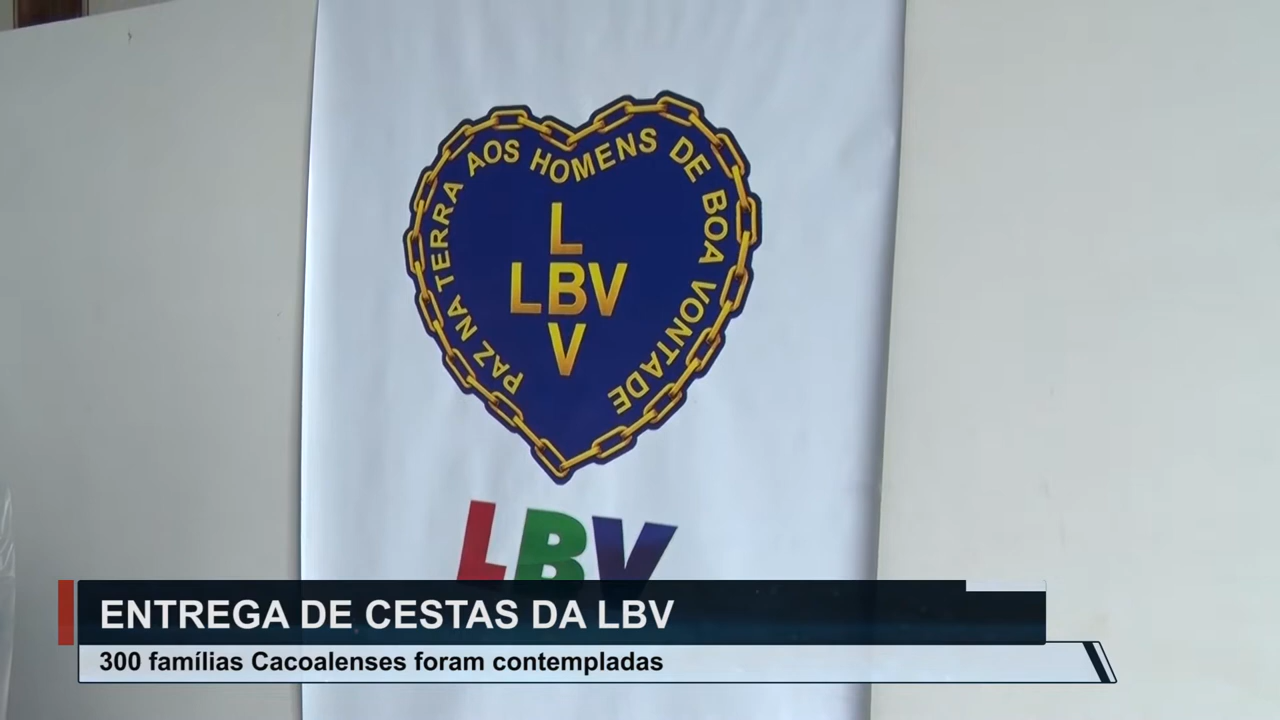 PAZ NA TERRA AOS HOMENS DE BOA VONTADE
L
LBV
V
LBV
ENTREGA DE CESTAS DA LBV
300 famílias Cacoalenses foram contempladas